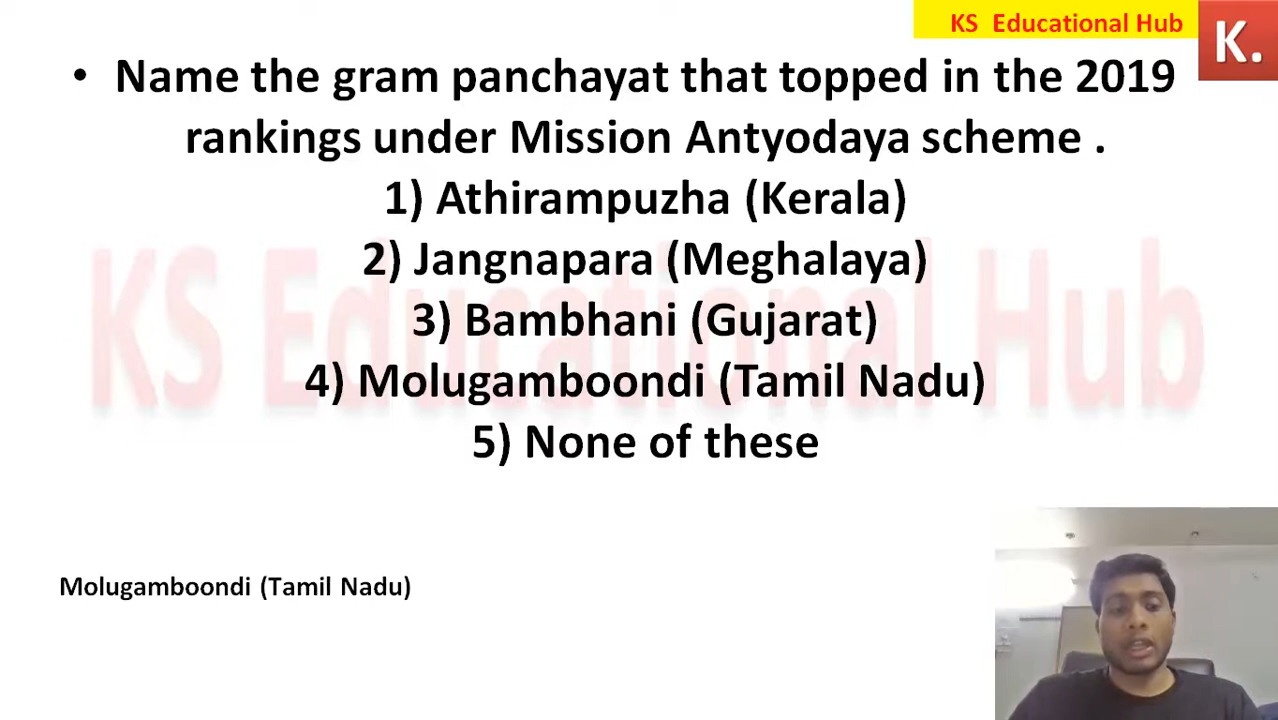 KS Educational Hub
K.
• Name the gram panchayat that topped in the 2019
rankings under Mission Antyodaya scheme .
1) Athirampuzha (Kerala)
2) Jangnapara (Meghalaya)
3) Bambhani (Gujarat)
4) Molugamboondi (Tamil Nadu)
5) None of these
KS Educational Hub
Molugamboondi (Tamil Nadu)